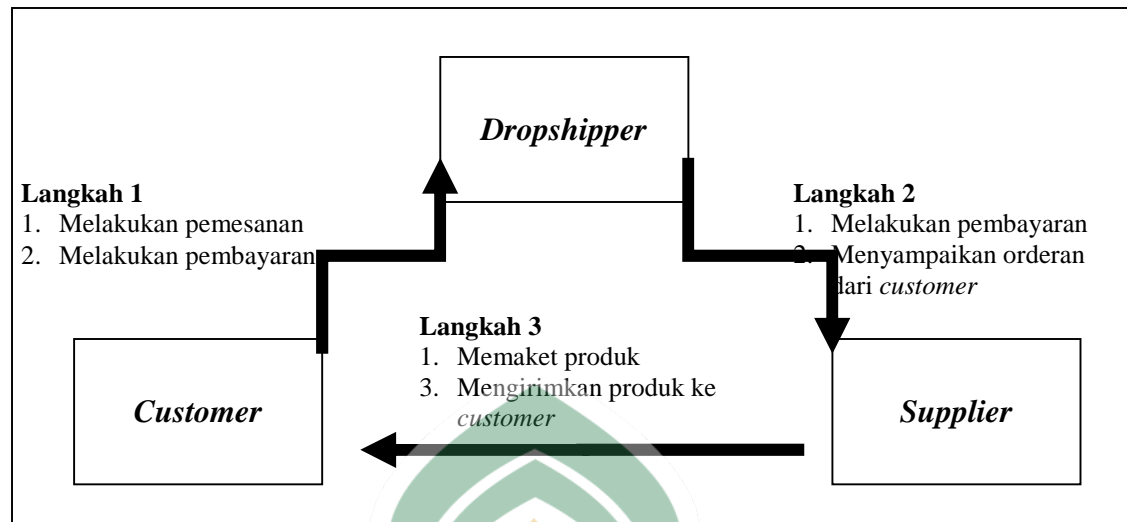 Dropshipper
Langkah 1
1. Melakukan pemesanan
2. Melakukan pembayaran
Langkah 2
1. Melakukan pembayaran
2. Menyampaikan orderan
dari customer
Langkah 3
1. Memaket produk
3. Mengirimkan produk ke
customer
Customer
Supplier